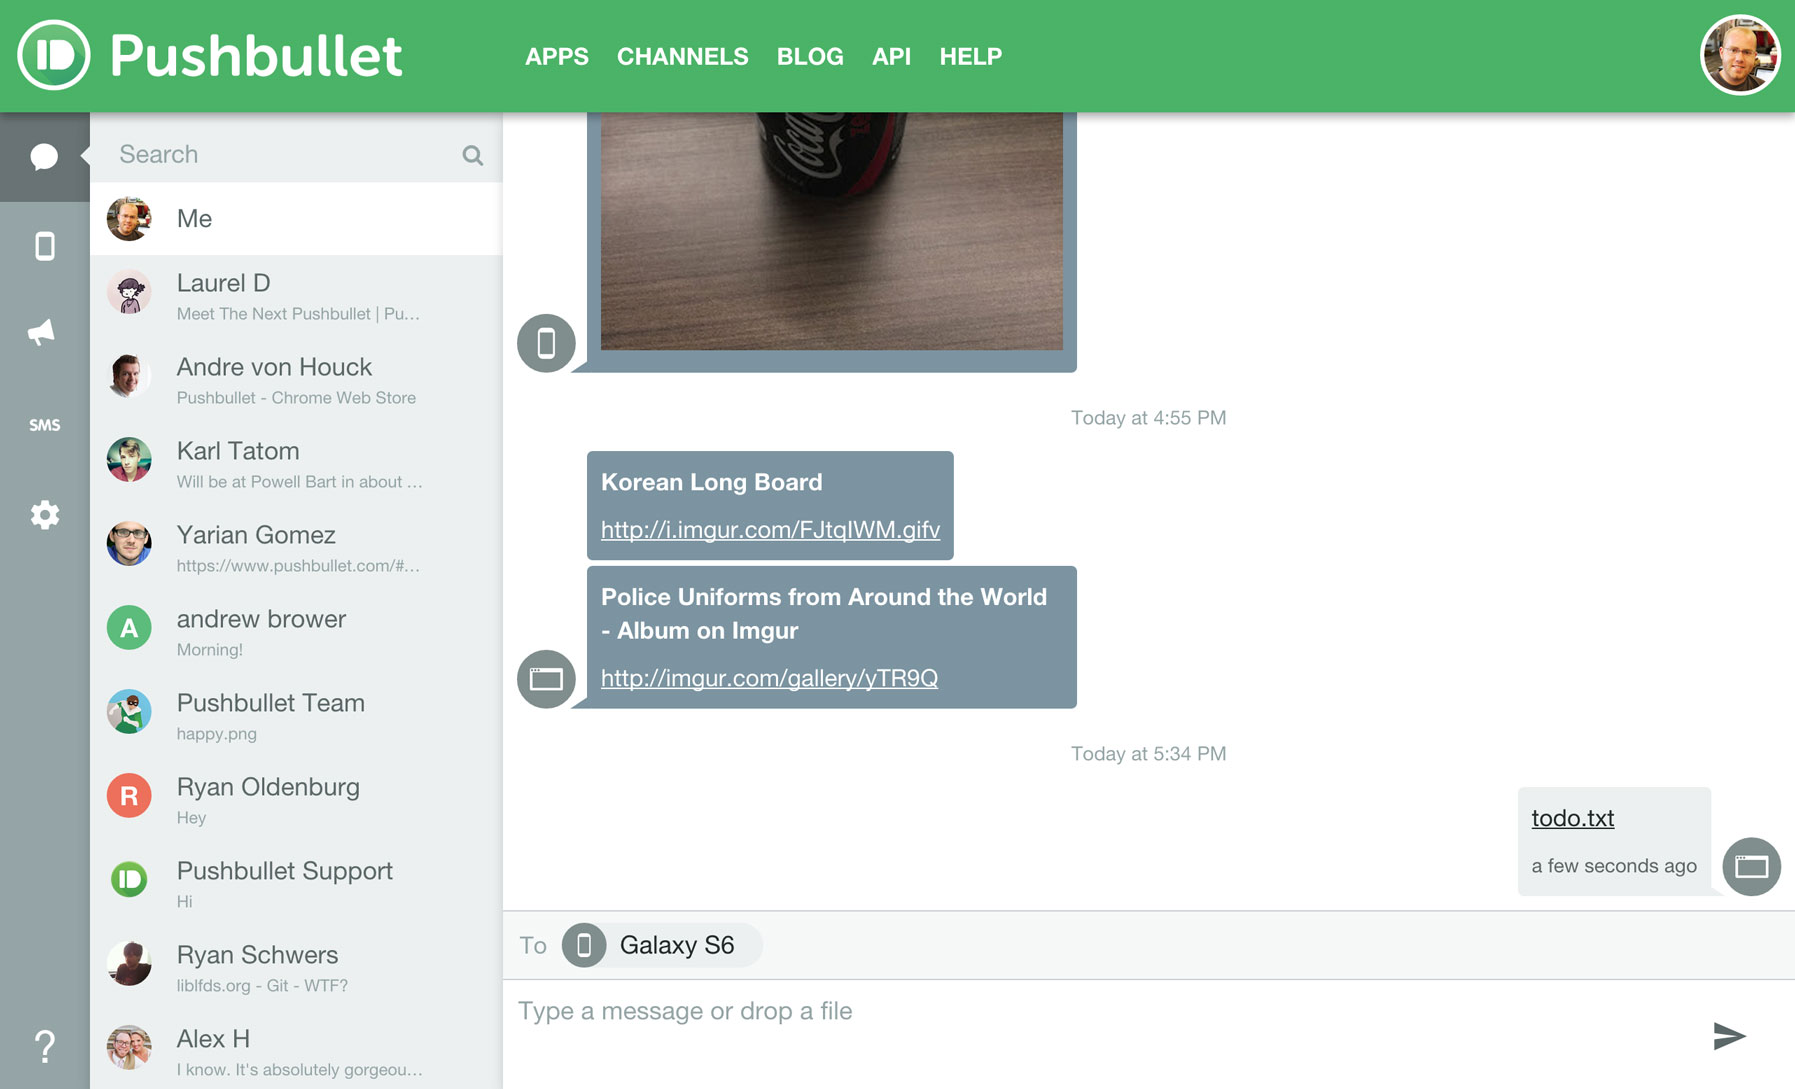 Pushbullet
APPS CHANNELS BLOG API HELP
Search
Me
Laurel D
Meet The Next Pushbullet | Pu...
Andre von Houck
Pushbullet - Chrome Web Store
Karl Tatom
Will be at Powell Bart in about ...
Yarian Gomez
https://www.pushbullet.com/#...
A
andrew brower
Morning!
Pushbullet Team
happy.png
R
Ryan Oldenburg
Hey
Pushbullet Support
Hi
Ryan Schwers
liblfds.org - Git - WTF?
Alex H
I know. It's absolutely gorgeou...
SMS
?
Coca
Today at 4:55 PM
Korean Long Board
http://i.imgur.com/FJtqIWM.gifv
Police Uniforms from Around the World
- Album on Imgur
http://imgur.com/gallery/yTR9Q
Today at 5:34 PM
todo.txt
a few seconds ago
To Galaxy S6
Type a message or drop a file